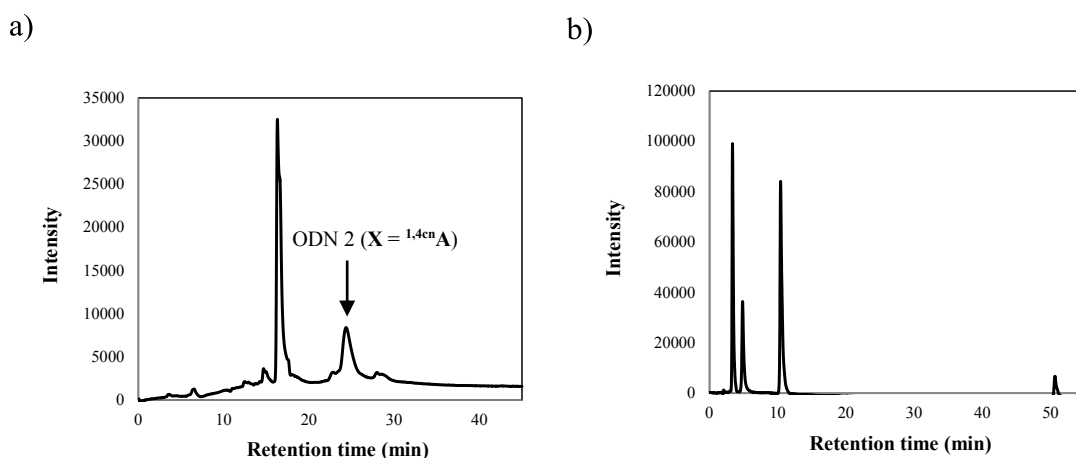 a)
35000
30000
25000
20000
15000
10000
5000
0
0 10 20 30 40
Intensity
Retention time (min)
ODN 2 (X = 1,4cnA)
b)
120000
100000
80000
60000
40000
20000
0
0 10 20 30 40 50
Intensity
Retention time (min)